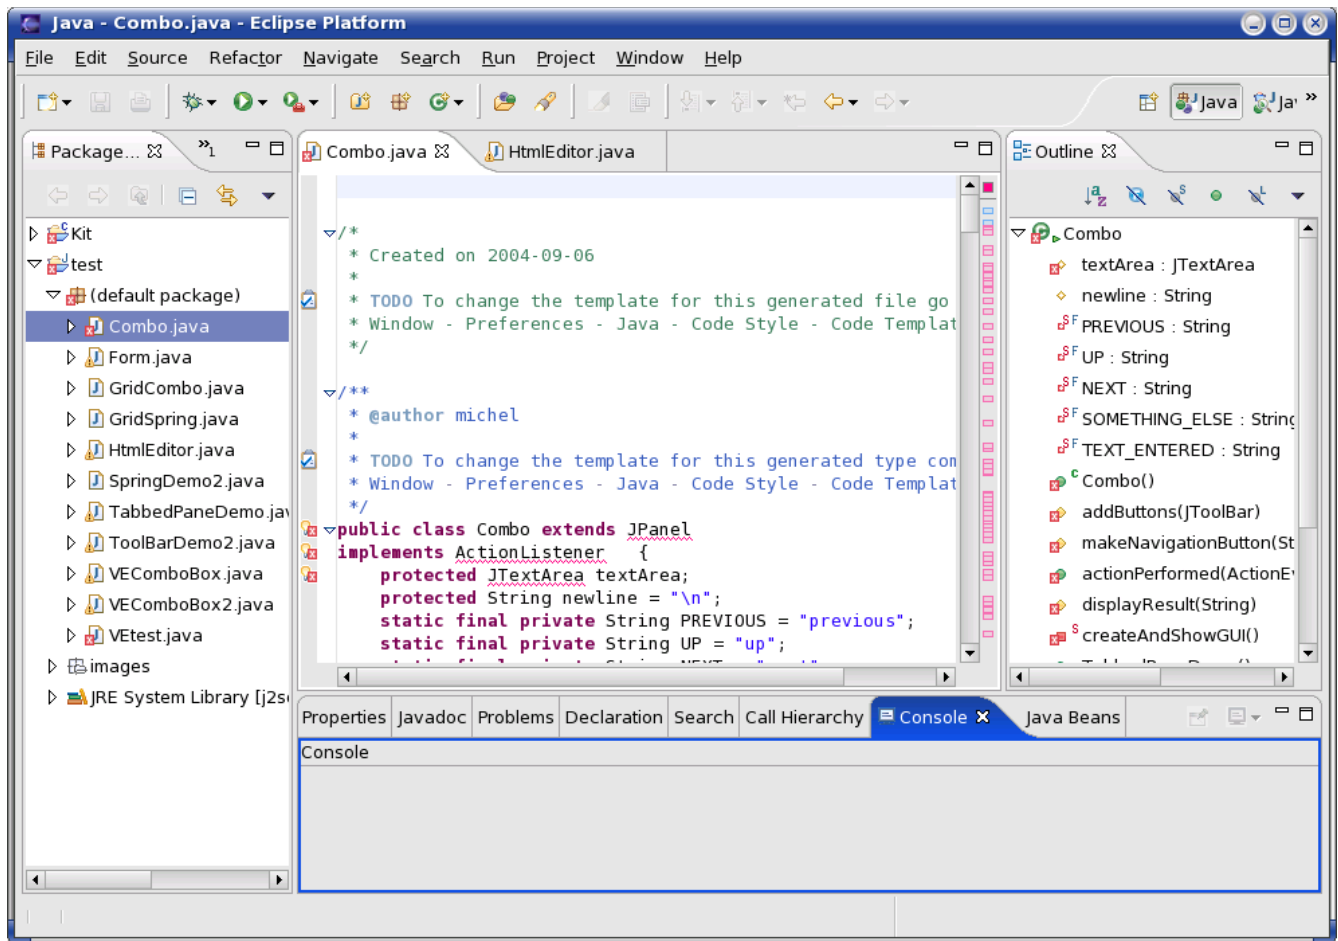 Java - Combo.java - Eclipse Platform
File Edit Source Refactor Navigate Search Run Project Window Help
Java Ja
Package... 1
Combo.java HtmlEditor.java
Outline
Kit
test
(default package)
Combo.java
Form.java
GridCombo.java
GridSpring.java
HtmlEditor.java
SpringDemo2.java
TabbedPaneDemo.jav
ToolBarDemo2.java
VEComboBox.java
VEComboBox2.java
VEtest.java
images
JRE System Library [j2s
/*
* Created on 2004-09-06
*
* TODO To change the template for this generated file go
* Window - Preferences - Java - Code Style - Code Templat
*/
/**
* @author michel
*
* TODO To change the template for this generated type com
* Window - Preferences - Java - Code Style - Code Templat
*/
public class Combo extends JPanel
implements ActionListener {
protected JTextArea textArea;
protected String newline = "\n";
static final private String PREVIOUS = "previous";
static final private String UP = "up";
Combo
textArea : JTextArea
newline : String
PREVIOUS : String
UP : String
NEXT : String
SOMETHING_ELSE : String
TEXT_ENTERED : String
Combo()
addButtons(JToolBar)
makeNavigationButton(St
actionPerformed(ActionEv
displayResult(String)
createAndShowGUI()
Properties Javadoc Problems Declaration Search Call Hierarchy Console Java Beans
Console